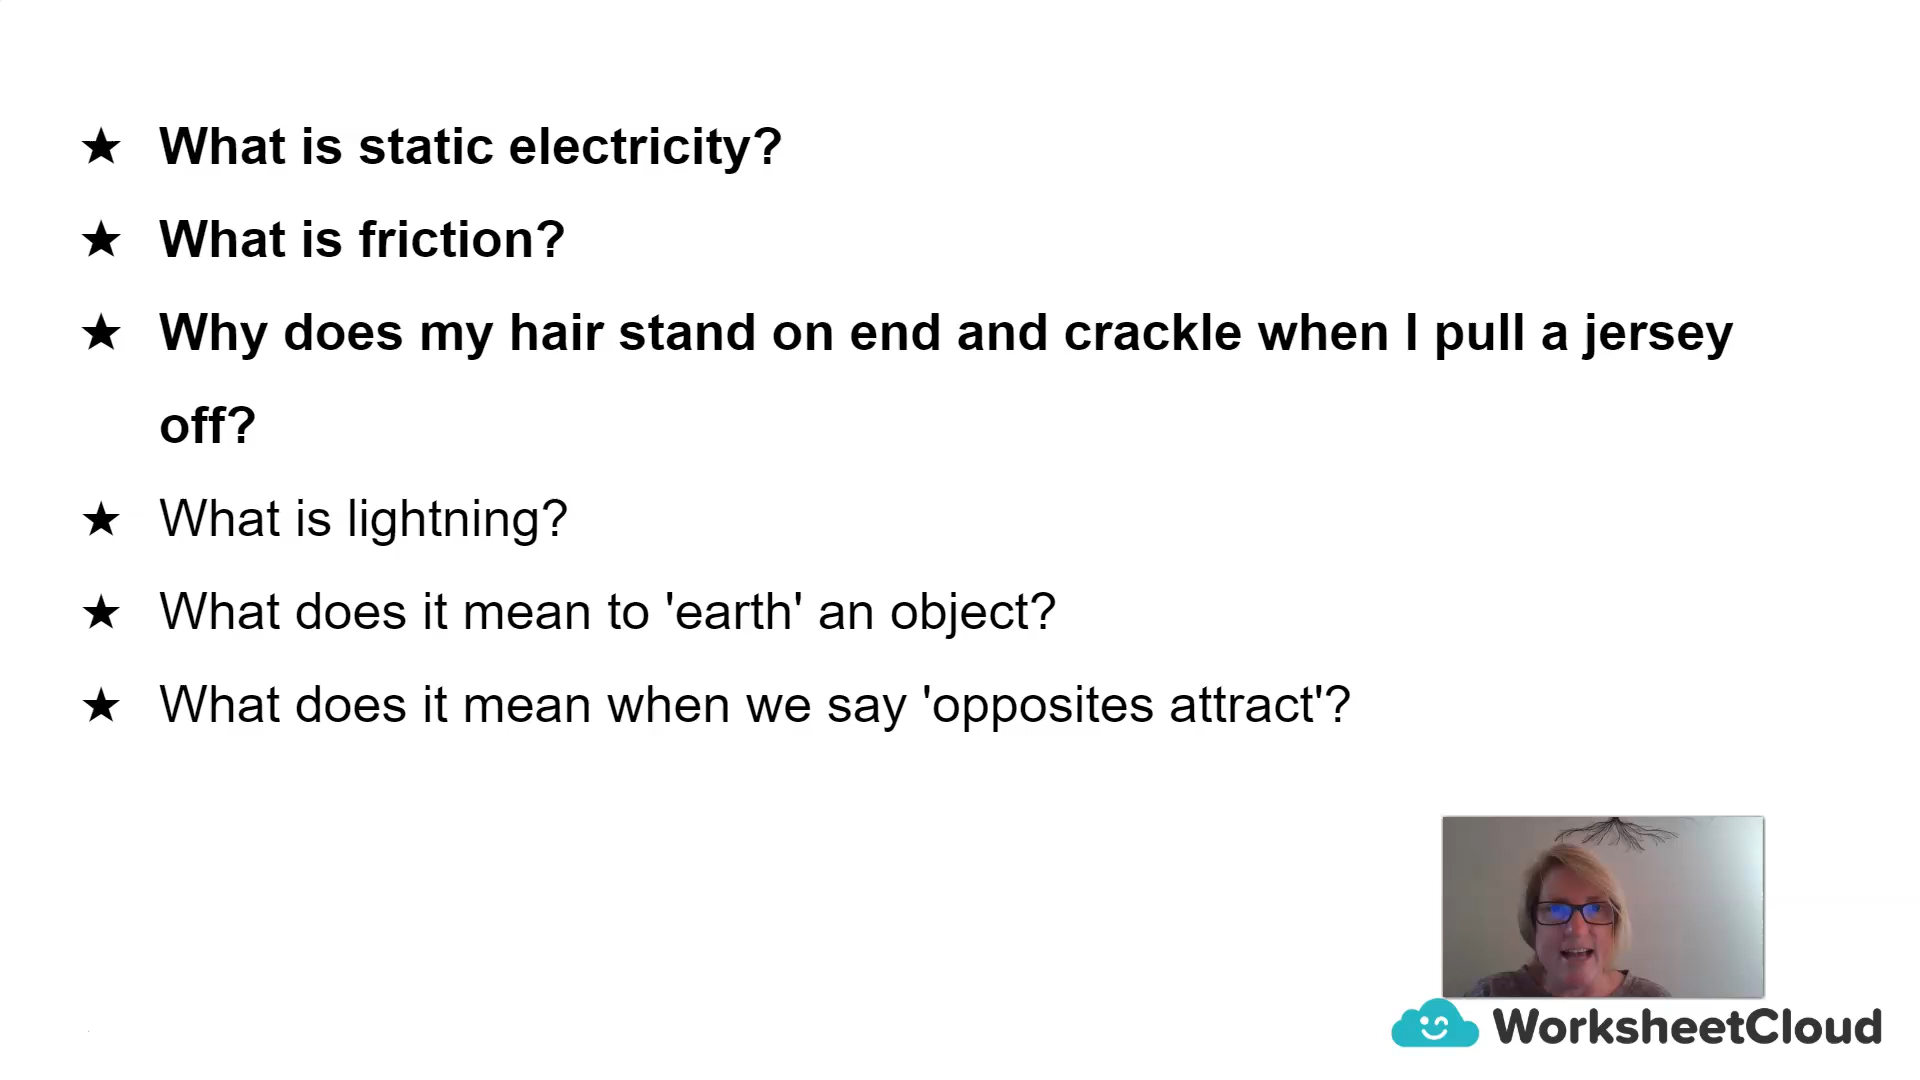 ★ What is static electricity?
★ What is friction?
★ Why does my hair stand on end and crackle when I pull a jersey
off?
★ What is lightning?
★ What does it mean to 'earth' an object?
★ What does it mean when we say 'opposites attract'?
WorksheetCloud